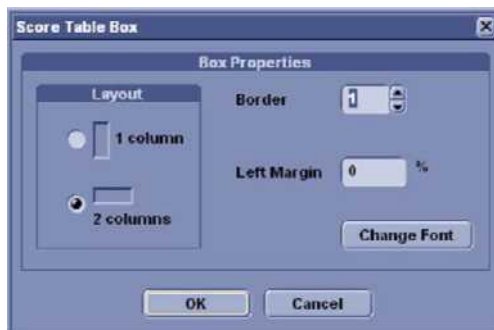 Score Table Box
Box Properties
Layout
Border 1
1 column
Left Margin 0 %
2 columns
Change Font
OK Cancel